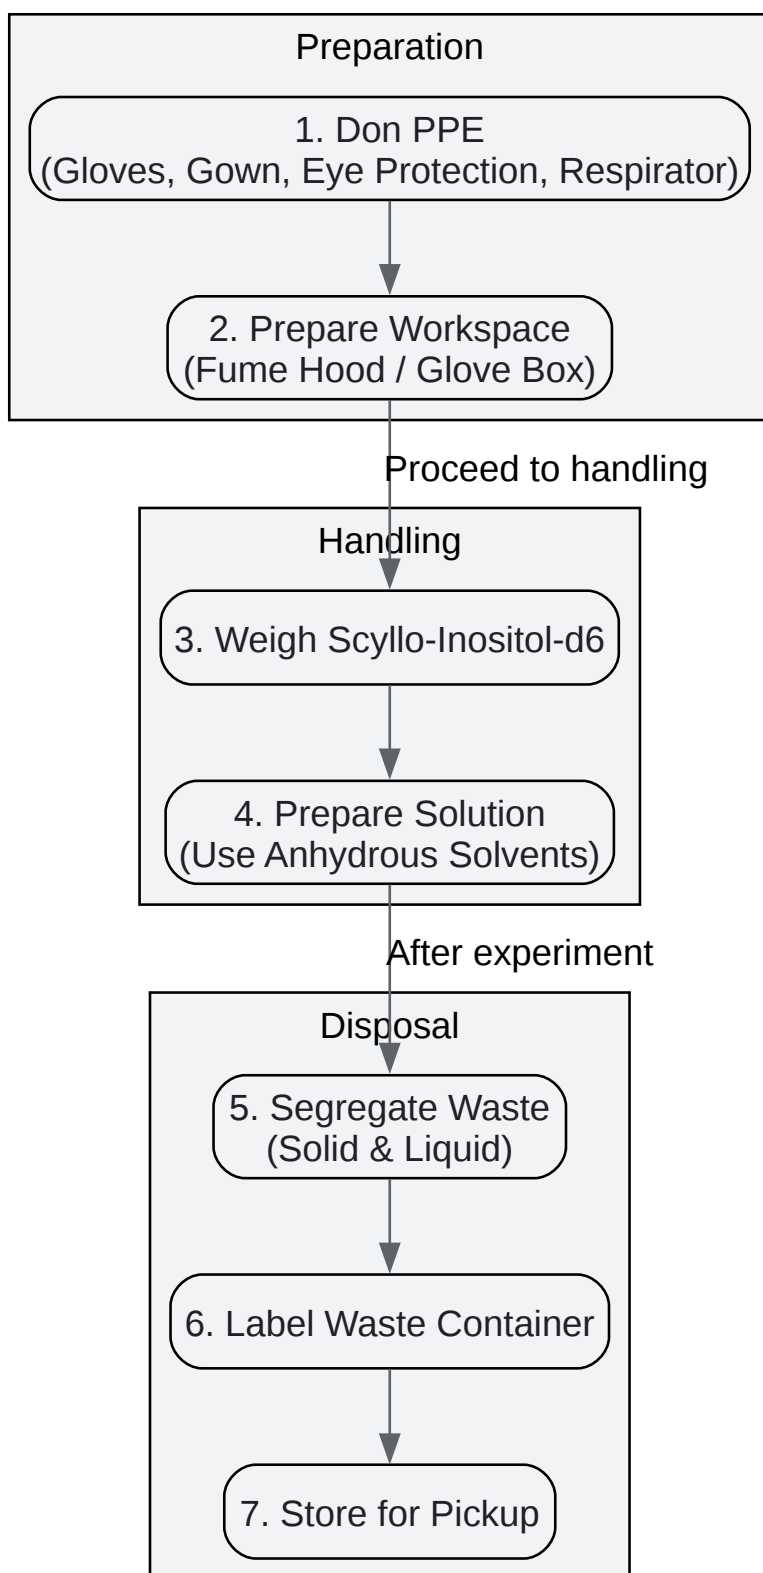 Preparation
1. Don PPE
(Gloves, Gown, Eye Protection, Respirator)
2. Prepare Workspace
(Fume Hood / Glove Box)
Proceed to handling
Handling
3. Weigh Scyllo-Inositol-d6
4. Prepare Solution
(Use Anhydrous Solvents)
After experiment
Disposal
5. Segregate Waste
(Solid & Liquid)
6. Label Waste Container
7. Store for Pickup